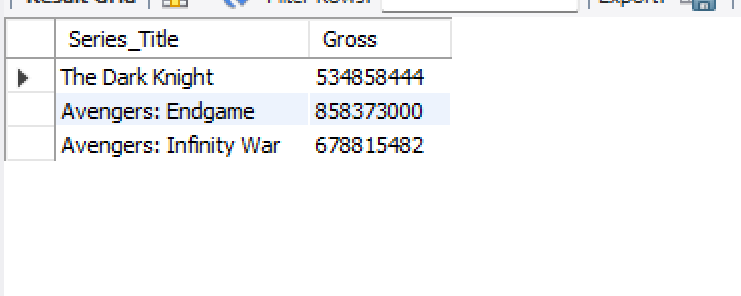 Result Grid Filter Rows: Export:
Series_Title Gross
The Dark Knight 534858444
Avengers: Endgame 858373000
Avengers: Infinity War 678815482